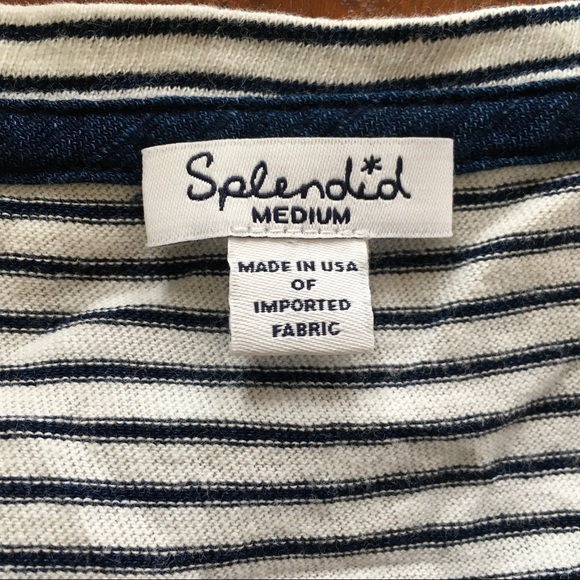 Splendid
MEDIUM
MADE IN USA
OF
IMPORTED
FABRIC